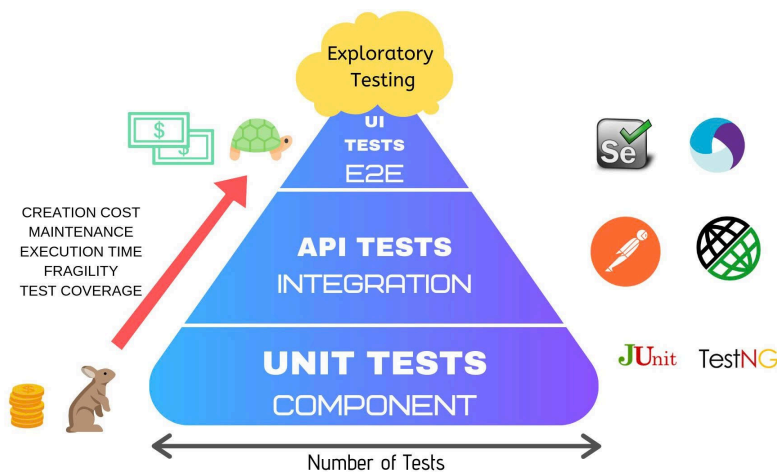 Exploratory
Testing
UI
TESTS
E2E
$
$
Se
CREATION COST
MAINTENANCE
EXECUTION TIME
FRAGILITY
TEST COVERAGE
API TESTS
INTEGRATION
UNIT TESTS
COMPONENT
JUnit
TestNG
Number of Tests